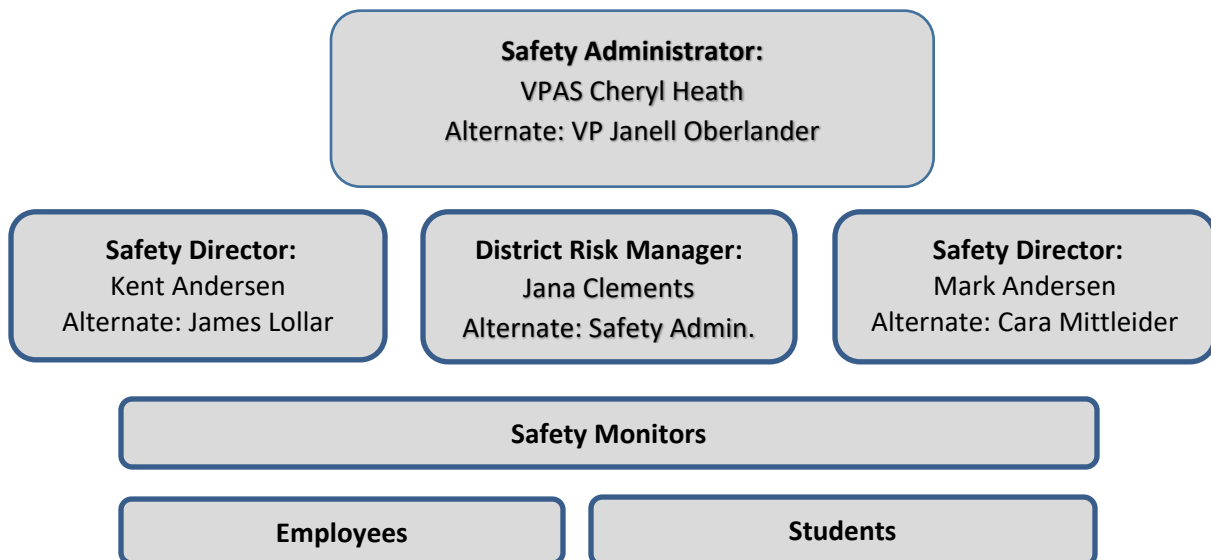 Safety Administrator:
VPAS Cheryl Heath
Alternate: VP Janell Oberlander
Safety Director:
Kent Andersen
Alternate: James Lollar
District Risk Manager:
Jana Clements
Alternate: Safety Admin.
Safety Director:
Mark Andersen
Alternate: Cara Mittleider
Safety Monitors
Employees
Students